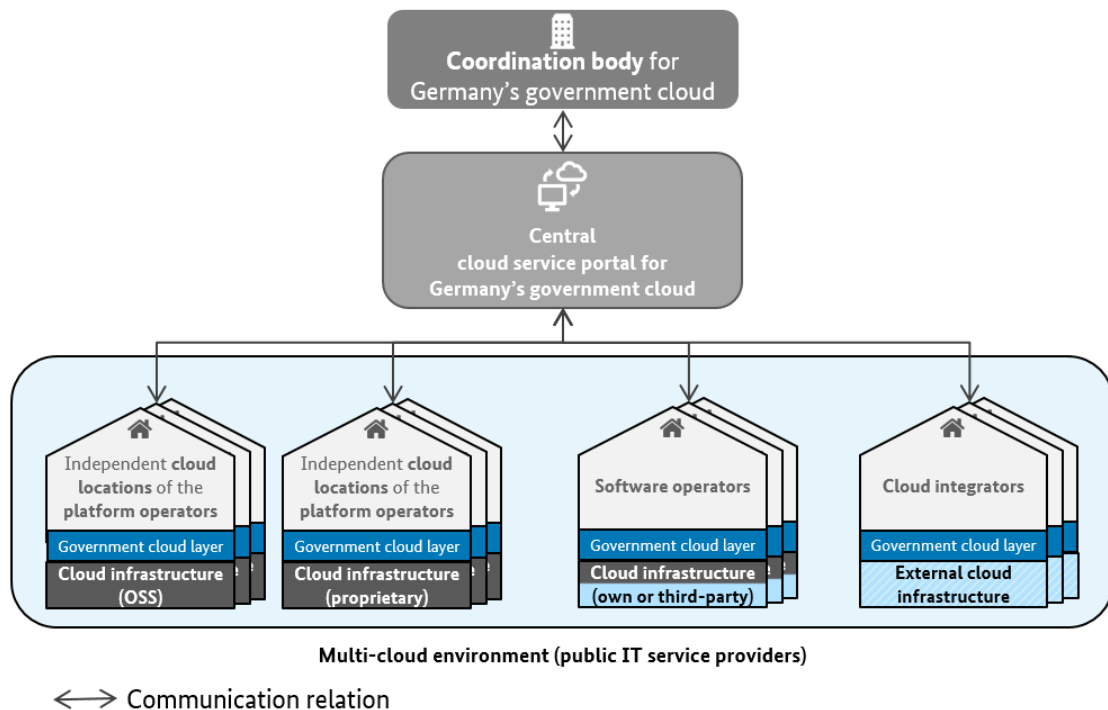 Coordination body for
Germany's government cloud
Central
cloud service portal for
Germany's government cloud
Independent cloud
locations of the
platform operators
Government cloud layer
Cloud infrastructure
(OSS)
Independent cloud
locations of the
platform operators
Government cloud layer
Cloud infrastructure
(proprietary)
Software operators
Government cloud layer
Cloud infrastructure
(own or third-party)
Cloud integrators
Government cloud layer
External cloud
infrastructure
Multi-cloud environment (public IT service providers)
Communication relation